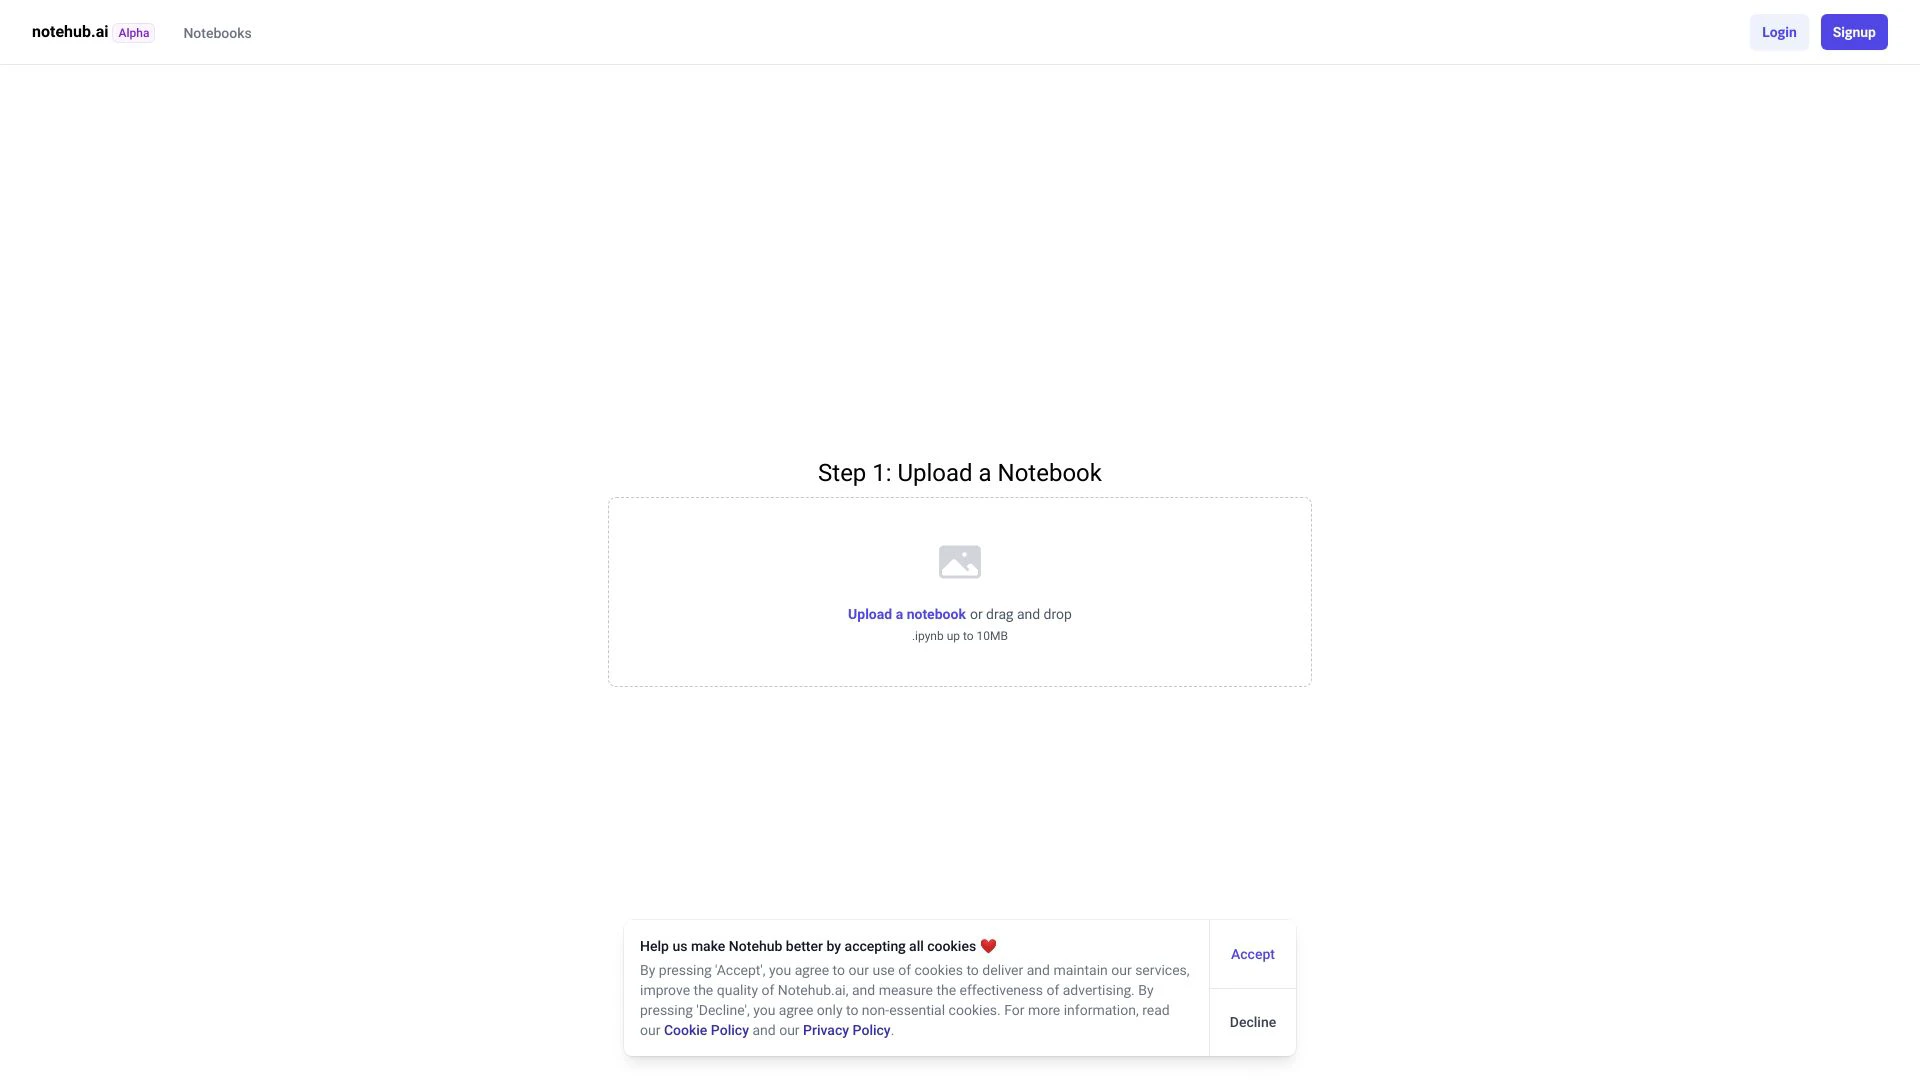 notehub.ai Alpha Notebooks Login Signup
Step 1: Upload a Notebook
Upload a notebook or drag and drop
.ipynb up to 10MB
Help us make Notehub better by accepting all cookies ❤️
By pressing 'Accept', you agree to our use of cookies to deliver and maintain our services,
improve the quality of Notehub.ai, and measure the effectiveness of advertising. By
pressing 'Decline', you agree only to non-essential cookies. For more information, read
our Cookie Policy and our Privacy Policy.
Accept
Decline